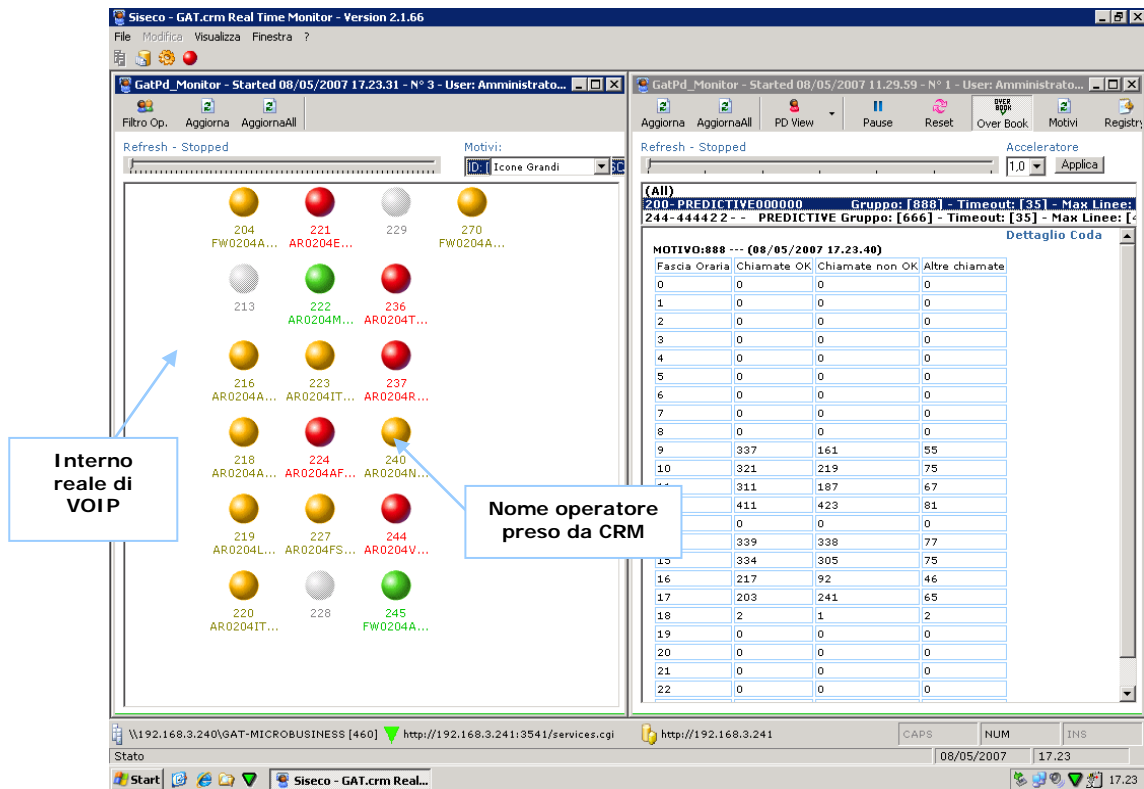 Siseco - GAT.crm Real Time Monitor - Version 2.1.66
File Modifica Visualizza Finestra ?
GatPd_Monitor - Started 08/05/2007 17.23.31 - N° 3 - User: Amministrato...
Filtro Op. Aggiorna AggiornaAll
Refresh - Stopped Motivi:
ID: [ Icone Grandi
204 221 229 270
FW0204A... AR0204E... FW0204A...
213 222 236
AR0204M... AR0204T...
216 223 237
AR0204A... AR0204IT... AR0204R...
218 224 240
AR0204A... AR0204AF... AR0204N...
219 227 244
AR0204L... AR0204FS... AR0204V...
220 228 245
AR0204IT... FW0204A...
Interno
reale di
VOIP
Nome operatore
preso da CRM
GatPd_Monitor - Started 08/05/2007 11.29.59 - N° 1 - User: Amministrato...
Aggiorna AggiornaAll PD View Pause Reset OVER BOOK Over Book Motivi Registry
Refresh - Stopped Acceleratore
1,0 Applica
(All)
200-PREDICTIVE000000 Gruppo: [888] - Timeout: [35] - Max Linee:
244-444422-- PREDICTIVE Gruppo: [666] - Timeout: [35] - Max Linee: [4
Dettaglio Coda
MOTIVO:888 --- (08/05/2007 17.23.40)
Fascia Oraria Chiamate OK Chiamate non OK Altre chiamate
0 0 0 0
1 0 0 0
2 0 0 0
3 0 0 0
4 0 0 0
5 0 0 0
6 0 0 0
7 0 0 0
8 0 0 0
9 337 161 55
10 321 219 75
311 187 67
411 423 81
0 0 0
339 338 77
15 334 305 75
16 217 92 46
17 203 241 65
18 2 1 2
19 0 0 0
20 0 0 0
21 0 0 0
22 0 0 0
\\192.168.3.240\GAT-MICROBUSINESS [460] http://192.168.3.241:3541/services.cgi http://192.168.3.241 CAPS NUM INS
Stato 08/05/2007 17.23
Start Siseco - GAT.crm Real... 17.23